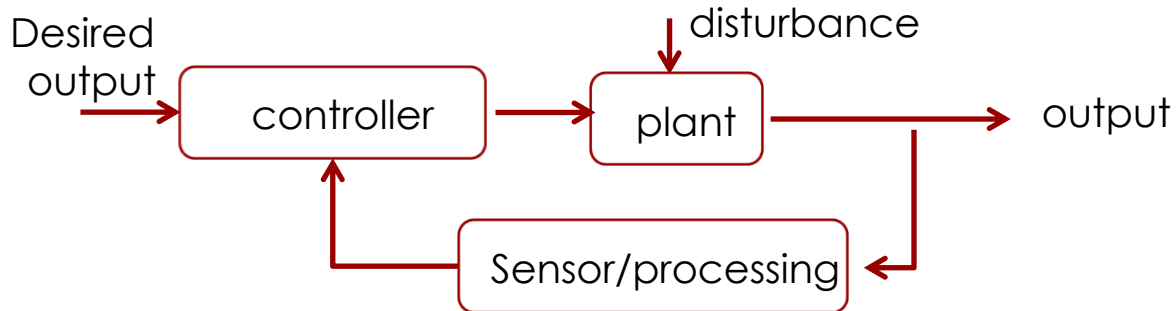 disturbance
Desired
output
controller
plant
output
Sensor/processing